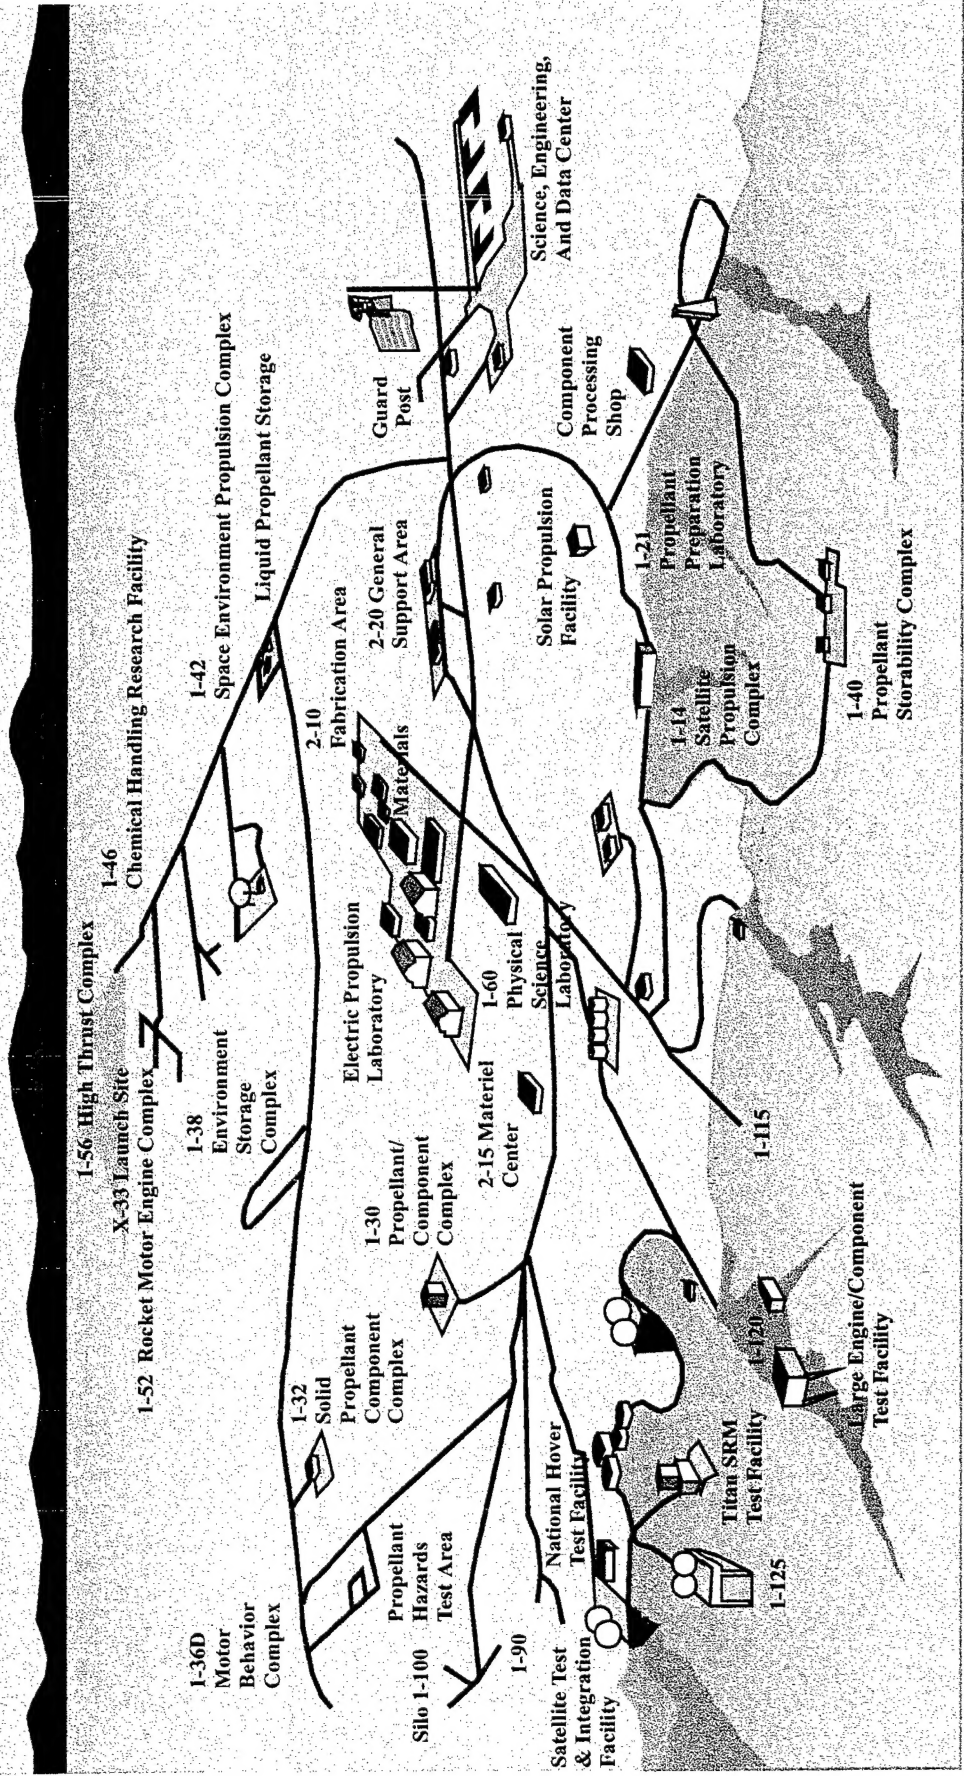 1-56 High Thrust Complex
X-33 Launch Site
1-52 Rocket Motor Engine Complex
1-46
Chemical Handling Research Facility
1-42
Space Environment Propulsion Complex
Liquid Propellant Storage
1-38
Environment
Storage
Complex
1-36D
Motor
Behavior
Complex
1-32
Solid
Propellant
Component
Complex
1-30
Propellant/
Component
Complex
Electric Propulsion
Laboratory
2-10
Fabrication Area
Materials
2-20 General
Support Area
Guard
Post
Science, Engineering,
And Data Center
Propellant
Hazards
Test Area
Silo 1-100
2-15 Materiel
Center
1-60
Physical
Science
Laboratory
Solar Propulsion
Facility
Component
Processing
Shop
1-90
National Hover
Test Facility
Satellite Test
& Integration
Facility
1-14
Satellite
Propulsion
Complex
1-21
Propellant
Preparation
Laboratory
1-40
Propellant
Storability Complex
1-115
1-120
Large Engine/Component
Test Facility
Titan SRM
Test Facility
1-125